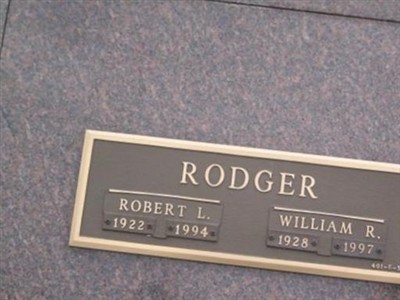 RODGER
ROBERT L.
1922 1994
WILLIAM R.
1928 1997